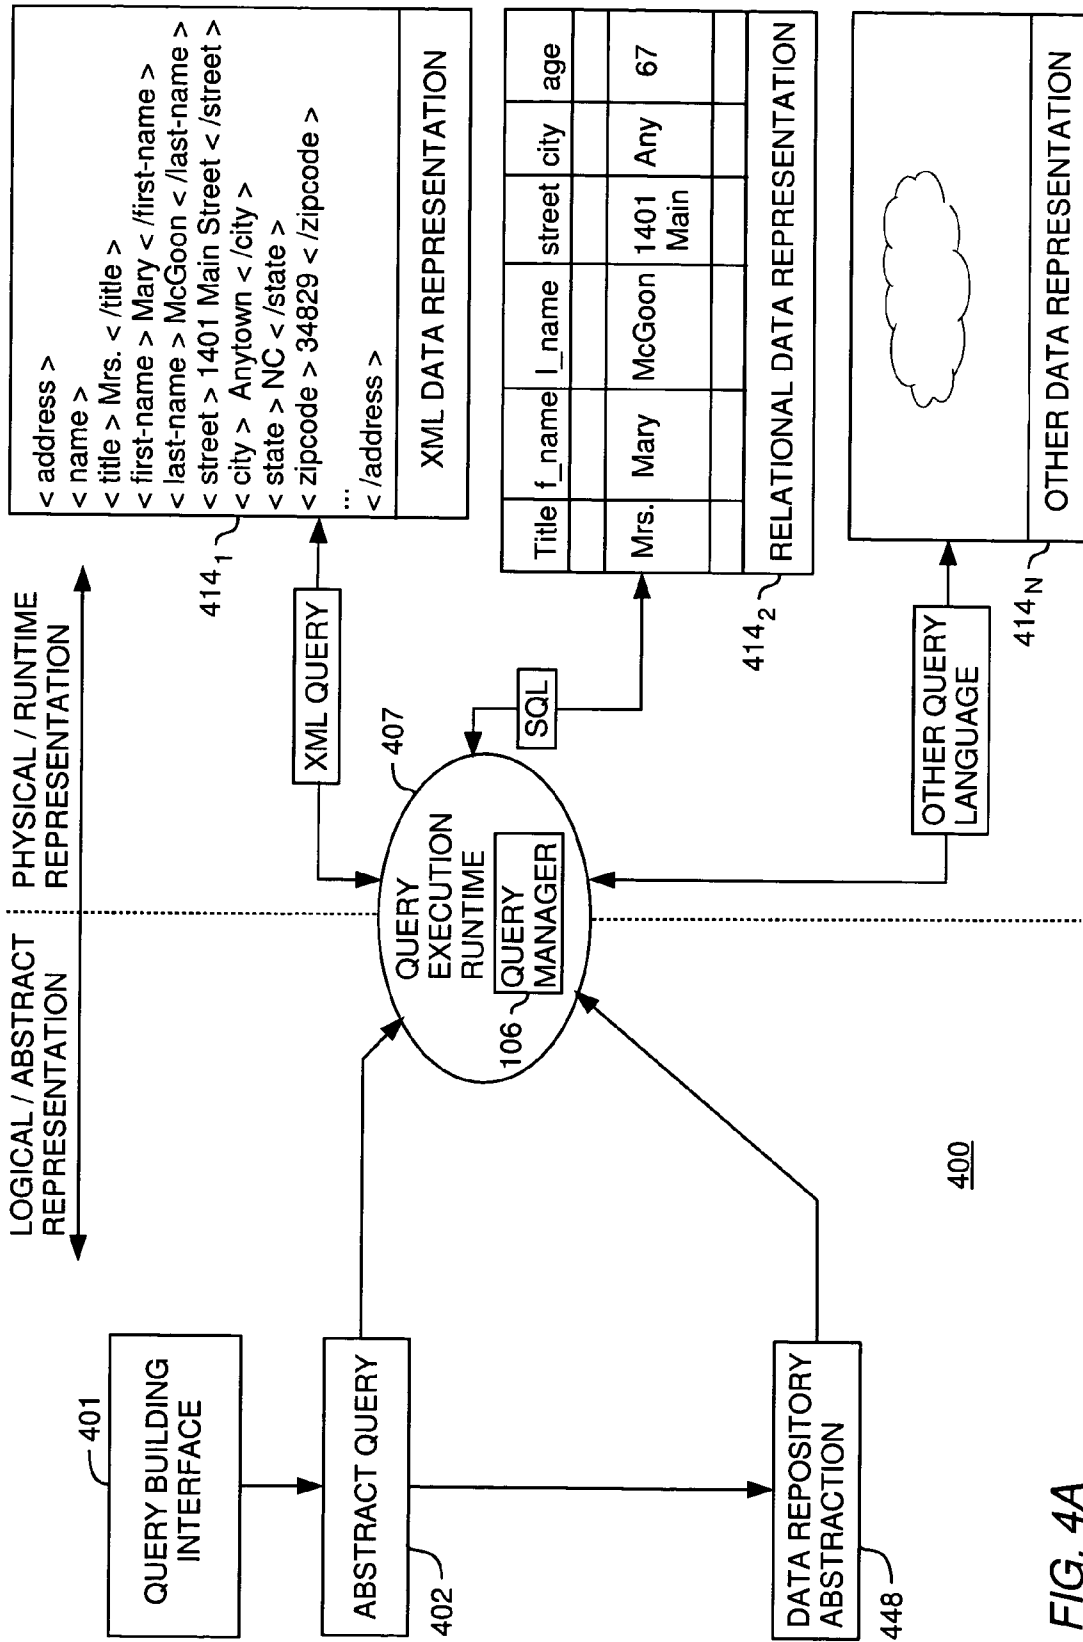 LOGICAL / ABSTRACT
REPRESENTATION
PHYSICAL / RUNTIME
REPRESENTATION
401
QUERY BUILDING
INTERFACE
ABSTRACT QUERY
402
DATA REPOSITORY
ABSTRACTION
448
QUERY
EXECUTION
RUNTIME
QUERY
MANAGER
106
407
XML QUERY
SQL
OTHER QUERY
LANGUAGE
< address >
< name >
< title > Mrs. < /title >
< first-name > Mary < /first-name >
< last-name > McGoon < /last-name >
< street > 1401 Main Street < /street >
< city > Anytown < /city >
< state > NC < /state >
< zipcode > 34829 < /zipcode >
...
< /address >
XML DATA REPRESENTATION
414₁
Title f_name l_name street city age
Mrs. Mary McGoon 1401 Main Any 67
RELATIONAL DATA REPRESENTATION
414₂
OTHER DATA REPRESENTATION
414N
400
FIG. 4A